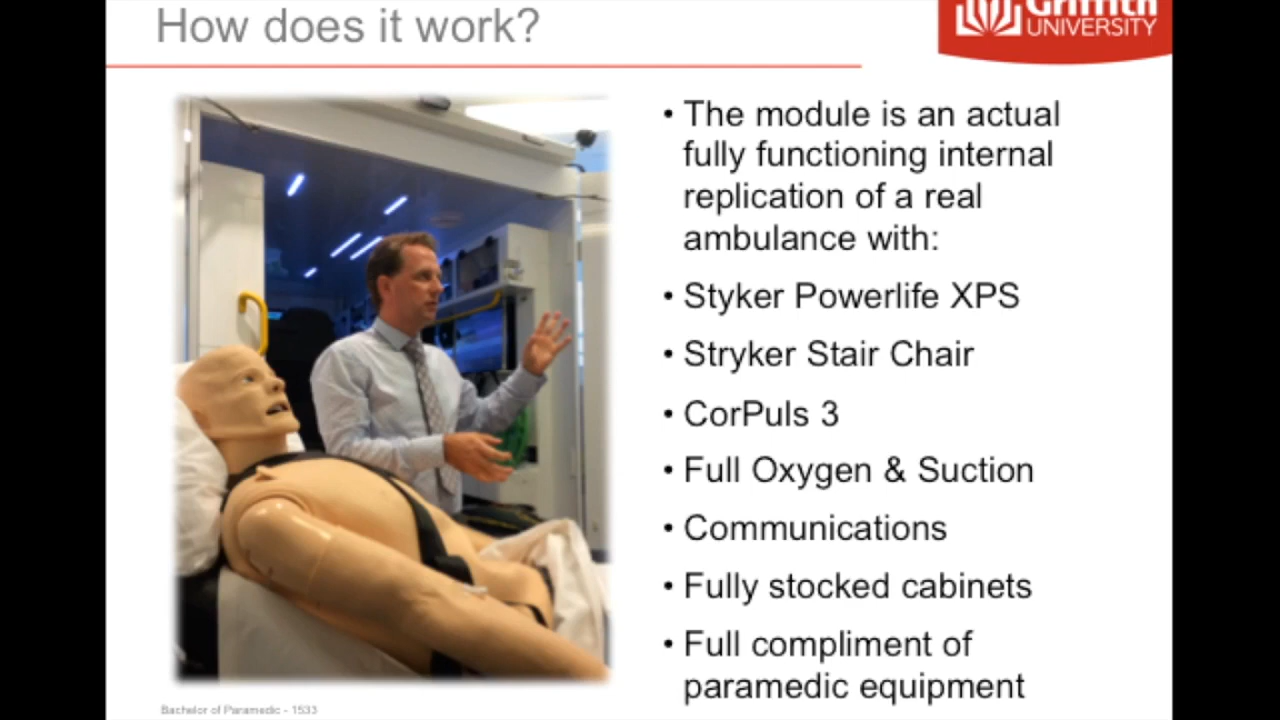 How does it work?
Griffith
UNIVERSITY
• The module is an actual
fully functioning internal
replication of a real
ambulance with:
• Styker Powerlife XPS
• Stryker Stair Chair
• CorPuls 3
• Full Oxygen & Suction
• Communications
• Fully stocked cabinets
• Full compliment of
paramedic equipment
Bachelor of Paramedic - 1533